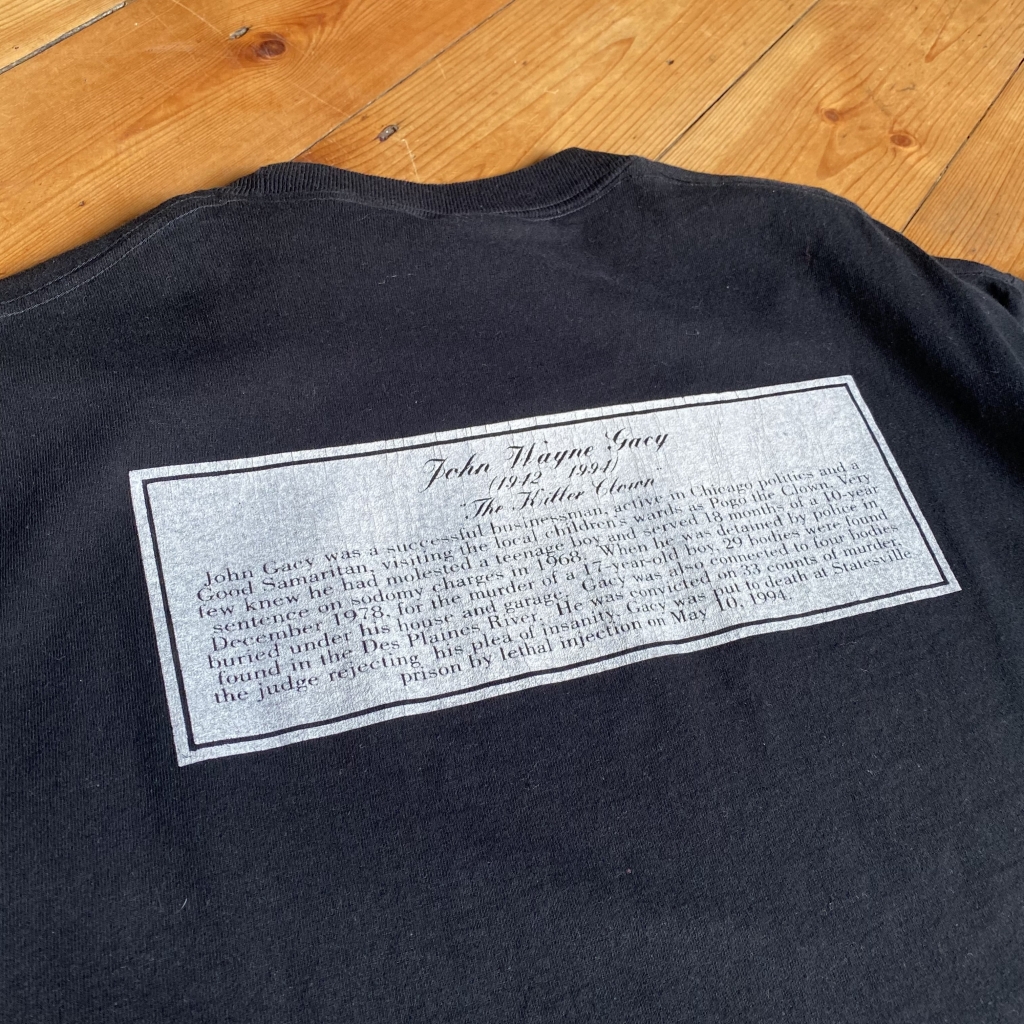 John Wayne Gacy
(1942 1994)
"The Killer Clown"
John Gacy was a successful businessman, active in Chicago politics and a
Good Samaritan, visiting the local children's wards as Pogo the Clown. Very
few knew he had molested a teenage boy and served 18 months of a 10-year
sentence on sodomy charges in 1968. When he was detained by police in
December 1978, for the murder of a 17-year-old boy, 29 bodies were found
buried under his house and garage. Gacy was also connected to four bodies
found in the Des Plaines River. He was convicted on 33 counts of murder
the judge rejecting his plea of insanity. Gacy was put to death at Statesville
prison by lethal injection on May 10, 1994.